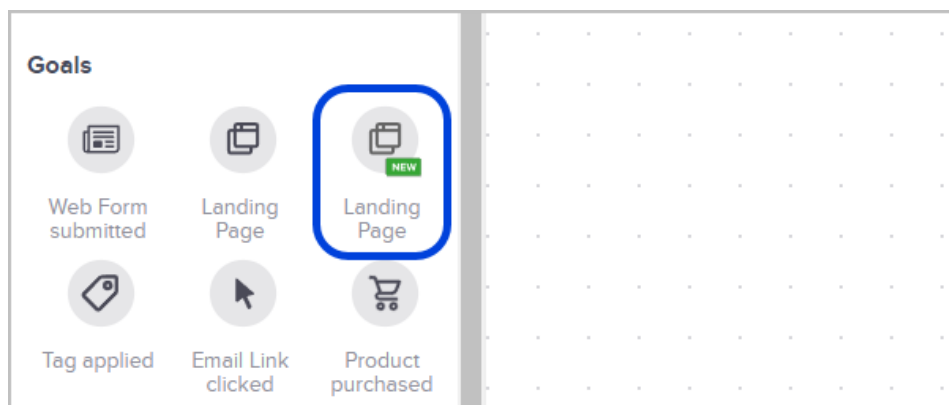 Goals
NEW
Web Form
submitted
Landing
Page
Landing
Page
Tag applied
Email Link
clicked
Product
purchased